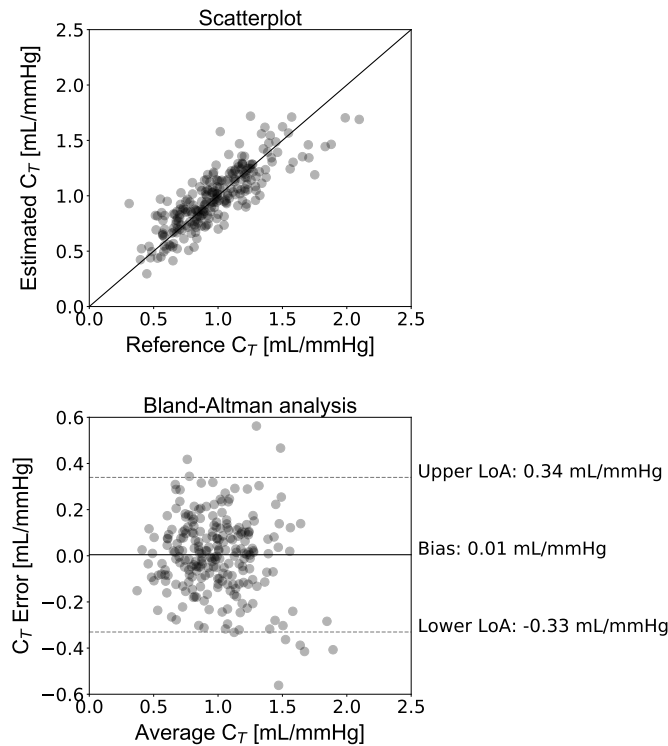 Scatterplot
2.5
2.0
1.5
1.0
0.5
0.0
Estimated C_T [mL/mmHg]
0.0 0.5 1.0 1.5 2.0 2.5
Reference C_T [mL/mmHg]
Bland-Altman analysis
0.6
0.4
0.2
0.0
−0.2
−0.4
−0.6
C_T Error [mL/mmHg]
Upper LoA: 0.34 mL/mmHg
Bias: 0.01 mL/mmHg
Lower LoA: -0.33 mL/mmHg
0.0 0.5 1.0 1.5 2.0 2.5
Average C_T [mL/mmHg]